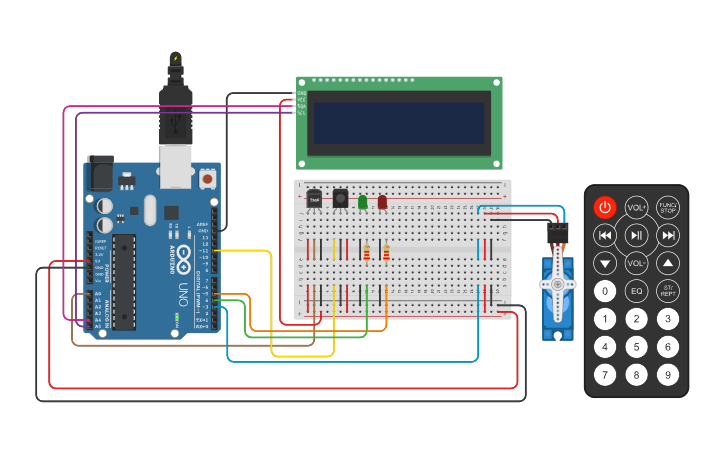 GND
VCC
SDA
SCL
TMP
AREF
GND
13
12
~11
~10
~9
8
IOREF
RESET
3.3V
5V
GND
GND
Vin
POWER
A0
A1
A2
A3
A4
A5
ANALOG IN
ARDUINO
UNO
DIGITAL (PWM~)
7
~6
~5
4
~3
2
TX→1
RX←0
L
TX
RX
ON
VOL+
FUNC/
STOP
VOL-
0
EQ
ST/
REPT
1
2
3
4
5
6
7
8
9